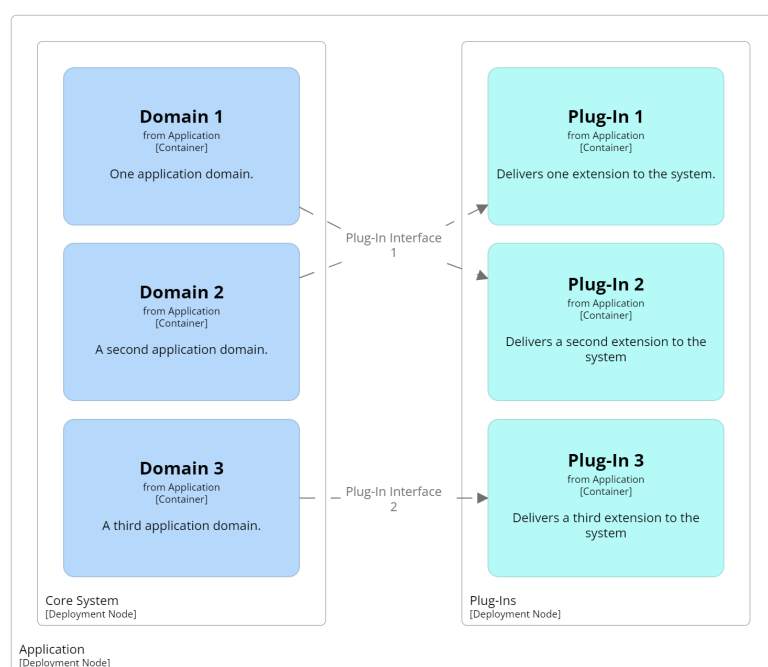 Domain 1
from Application
[Container]
One application domain.
Plug-In 1
from Application
[Container]
Delivers one extension to the system.
Plug-In Interface
1
Domain 2
from Application
[Container]
A second application domain.
Plug-In 2
from Application
[Container]
Delivers a second extension to the
system
Domain 3
from Application
[Container]
A third application domain.
Plug-In Interface
2
Plug-In 3
from Application
[Container]
Delivers a third extension to the
system
Core System
[Deployment Node]
Plug-Ins
[Deployment Node]
Application
[Deployment Node]